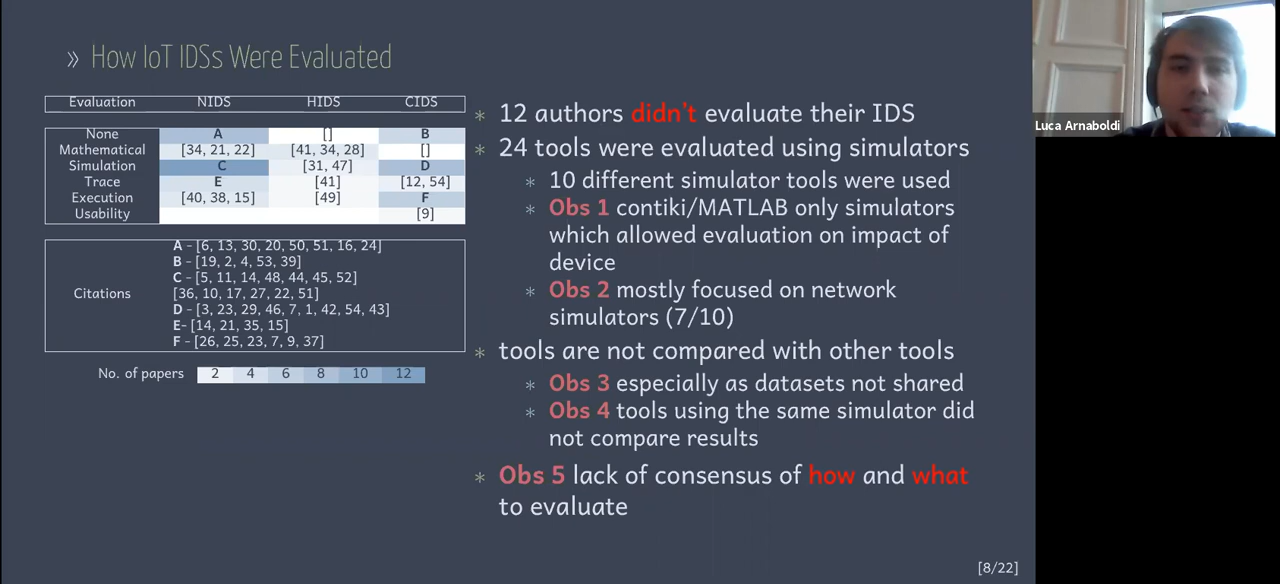 » How IoT IDSs Were Evaluated
Evaluation NIDS HIDS CIDS
None A [] B
Mathematical [34, 21, 22] [41, 34, 28] []
Simulation C [31, 47] D
Trace E [41] [12, 54]
Execution [40, 38, 15] [49] F
Usability [9]
Citations
A - [6, 13, 30, 20, 50, 51, 16, 24]
B - [19, 2, 4, 53, 39]
C - [5, 11, 14, 48, 44, 45, 52]
[36, 10, 17, 27, 22, 51]
D - [3, 23, 29, 46, 7, 1, 42, 54, 43]
E- [14, 21, 35, 15]
F - [26, 25, 23, 7, 9, 37]
No. of papers 2 4 6 8 10 12
* 12 authors didn't evaluate their IDS
* 24 tools were evaluated using simulators
* 10 different simulator tools were used
* Obs 1 contiki/MATLAB only simulators
which allowed evaluation on impact of
device
* Obs 2 mostly focused on network
simulators (7/10)
* tools are not compared with other tools
* Obs 3 especially as datasets not shared
* Obs 4 tools using the same simulator did
not compare results
* Obs 5 lack of consensus of how and what
to evaluate
[8/22]
Luca Arnaboldi